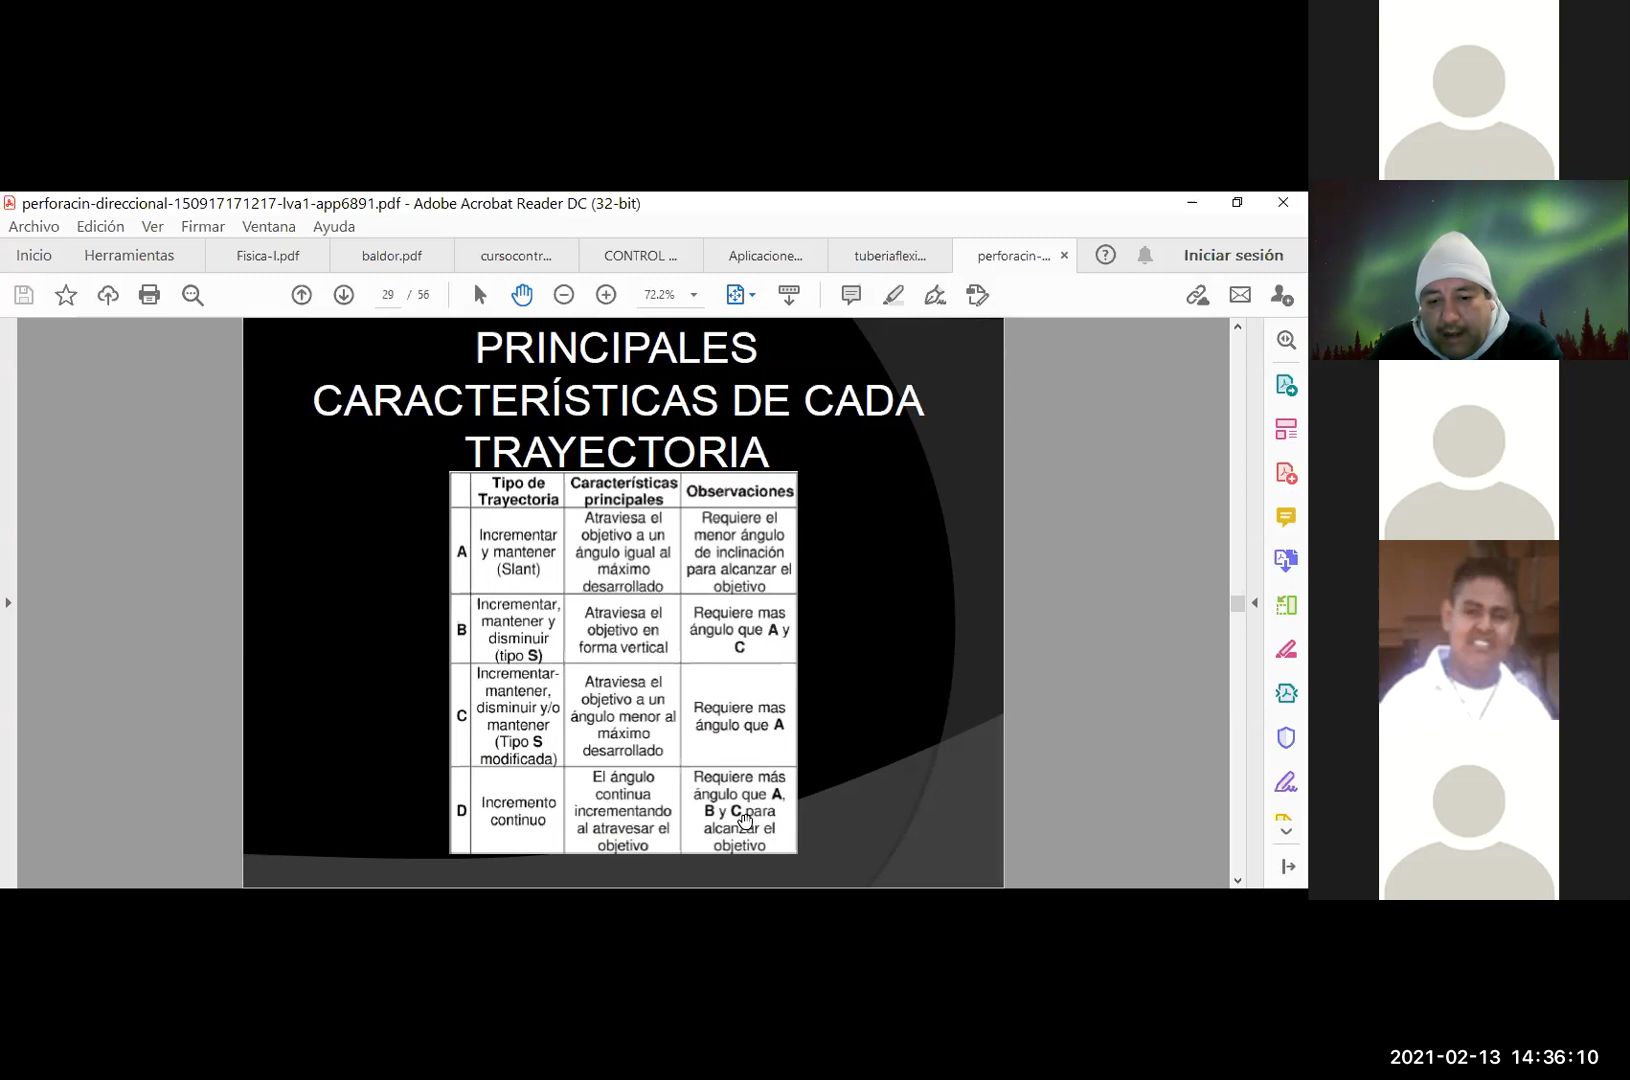 perforacin-direccional-150917171217-lva1-app6891.pdf - Adobe Acrobat Reader DC (32-bit)
Archivo Edición Ver Firmar Ventana Ayuda
Inicio Herramientas Fisica-I.pdf baldor.pdf cursocontr... CONTROL ... Aplicacione... tuberiaflexi... perforacin-... Iniciar sesión
29 / 56 72.2%
PRINCIPALES
CARACTERÍSTICAS DE CADA
TRAYECTORIA
Tipo de
Trayectoria
Características
principales
Observaciones
A
Incrementar
y mantener
(Slant)
Atraviesa el
objetivo a un
ángulo igual al
máximo
desarrollado
Requiere el
menor ángulo
de inclinación
para alcanzar el
objetivo
B
Incrementar,
mantener y
disminuir
(tipo S)
Atraviesa el
objetivo en
forma vertical
Requiere mas
ángulo que A y
C
C
Incrementar-
mantener,
disminuir y/o
mantener
(Tipo S
modificada)
Atraviesa el
objetivo a un
ángulo menor al
máximo
desarrollado
Requiere mas
ángulo que A
D
Incremento
continuo
El ángulo
continua
incrementando
al atravesar el
objetivo
Requiere más
ángulo que A,
B y C para
alcanzar el
objetivo
2021-02-13 14:36:10